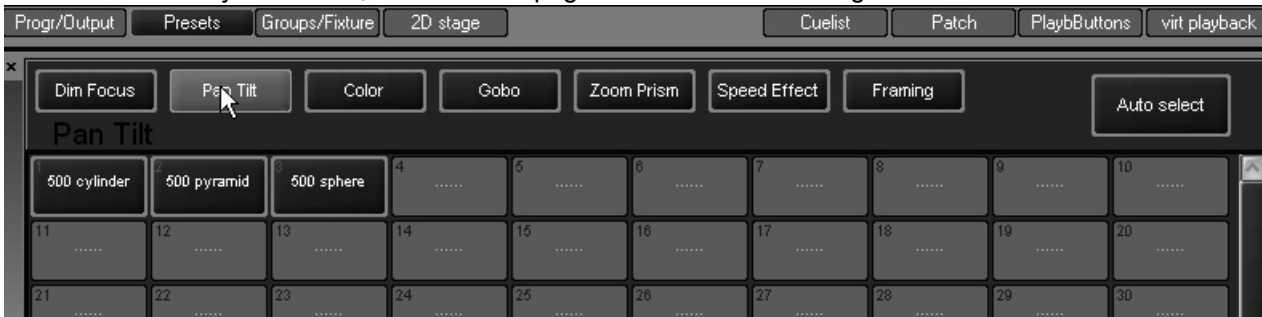 Progr/Output Presets Groups/Fixture 2D stage Cuelist Patch PlaybButtons virt playback
× Dim Focus Pan Tilt Color Gobo Zoom Prism Speed Effect Framing Auto select
Pan Tilt
1 500 cylinder 2 500 pyramid 3 500 sphere 4 ...... 5 ...... 6 ...... 7 ...... 8 ...... 9 ...... 10 ......
11 ...... 12 ...... 13 ...... 14 ...... 15 ...... 16 ...... 17 ...... 18 ...... 19 ...... 20 ......
21 ...... 22 ...... 23 ...... 24 ...... 25 ...... 26 ...... 27 ...... 28 ...... 29 ...... 30 ......